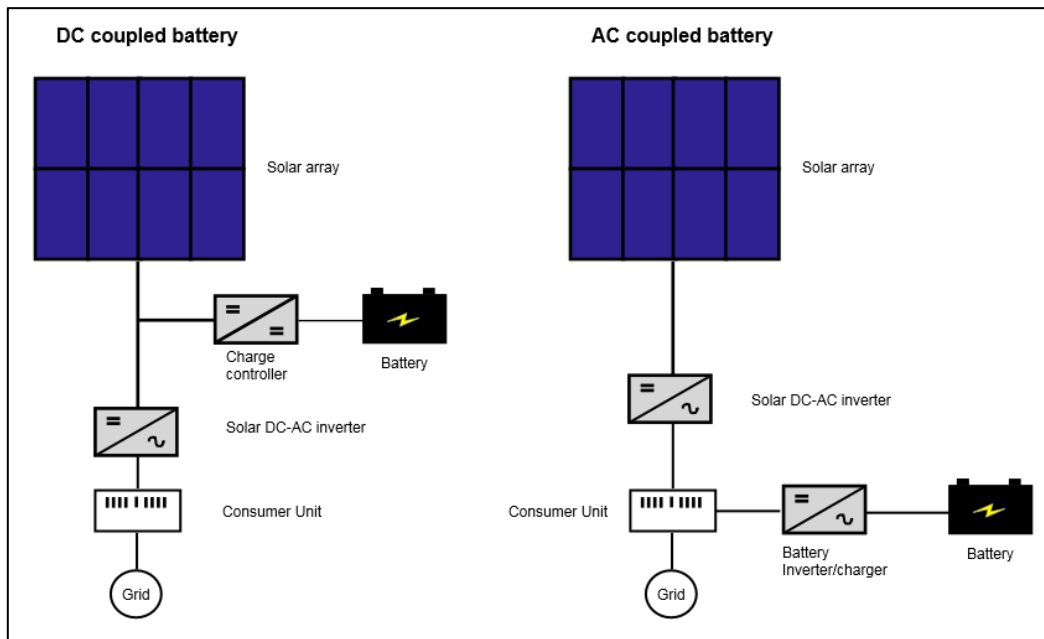 DC coupled battery
Solar array
Charge
controller
Battery
Solar DC-AC inverter
Consumer Unit
Grid
AC coupled battery
Solar array
Solar DC-AC inverter
Consumer Unit
Battery
Inverter/charger
Battery
Grid